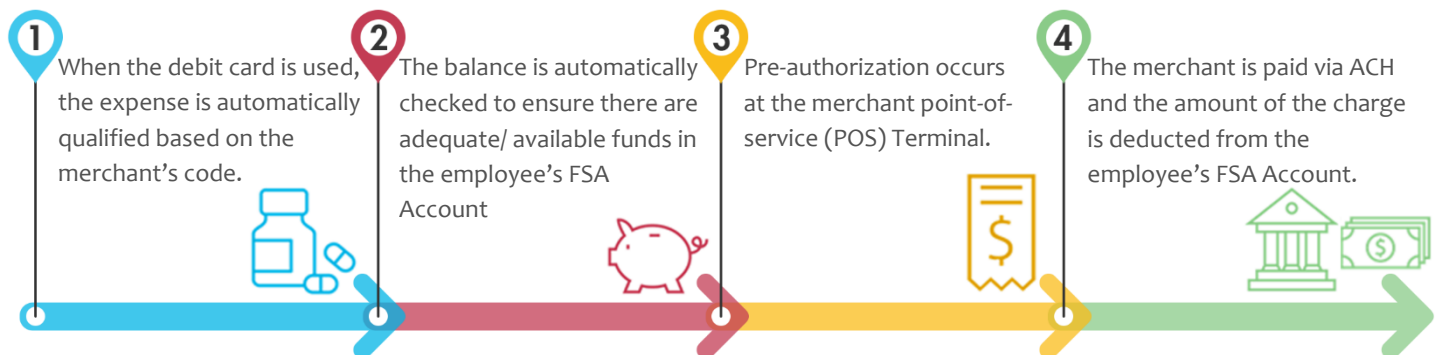 1
When the debit card is used,
the expense is automatically
qualified based on the
merchant's code.
2
The balance is automatically
checked to ensure there are
adequate/ available funds in
the employee's FSA
Account
3
Pre-authorization occurs
at the merchant point-of-
service (POS) Terminal.
$
4
The merchant is paid via ACH
and the amount of the charge
is deducted from the
employee's FSA Account.
$